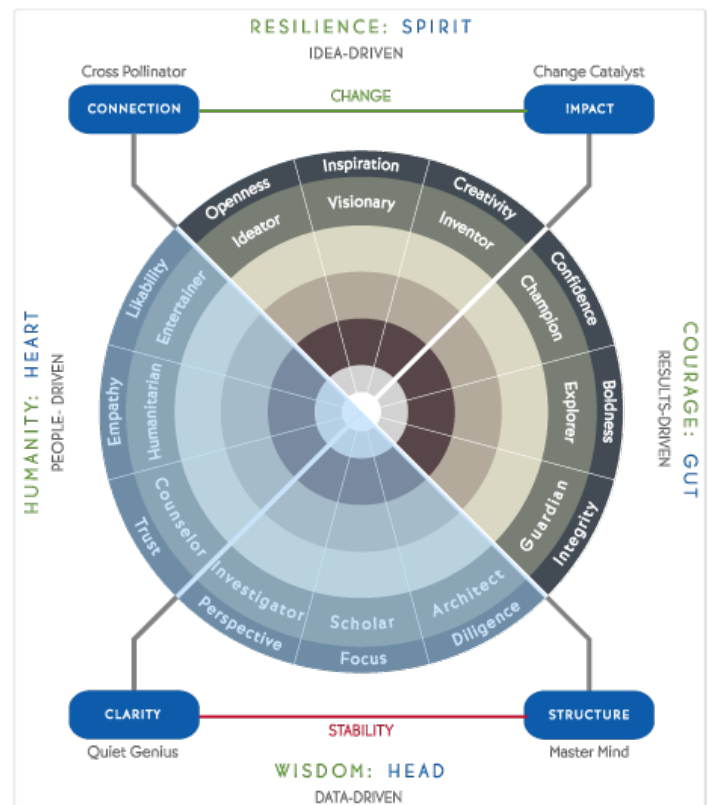 RESILIENCE: SPIRIT
IDEA-DRIVEN
Cross Pollinator
Change Catalyst
CONNECTION
CHANGE
IMPACT
Openness
Inspiration
Creativity
Ideator
Visionary
Inventor
Likability
Entertainer
Champion
Confidence
HUMANITY: HEART
PEOPLE- DRIVEN
Empathy
Humanitarian
Explorer
Boldness
RESULTS-DRIVEN
COURAGE: GUT
Trust
Counselor
Guardian
Integrity
Investigator
Scholar
Architect
Perspective
Focus
Diligence
CLARITY
STABILITY
STRUCTURE
Quiet Genius
Master Mind
WISDOM: HEAD
DATA-DRIVEN